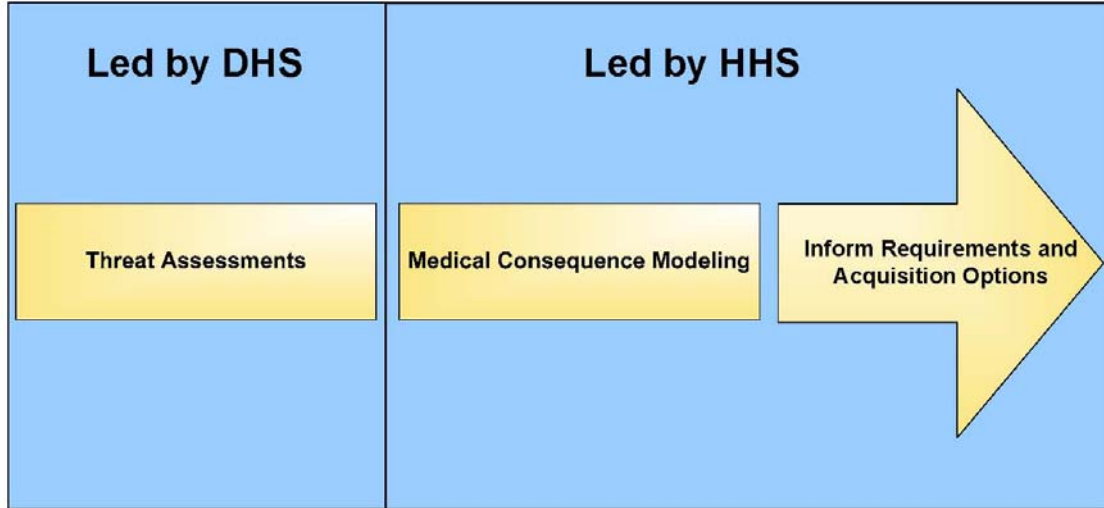 Led by DHS
Led by HHS
Threat Assessments
Medical Consequence Modeling
Inform Requirements and
Acquisition Options